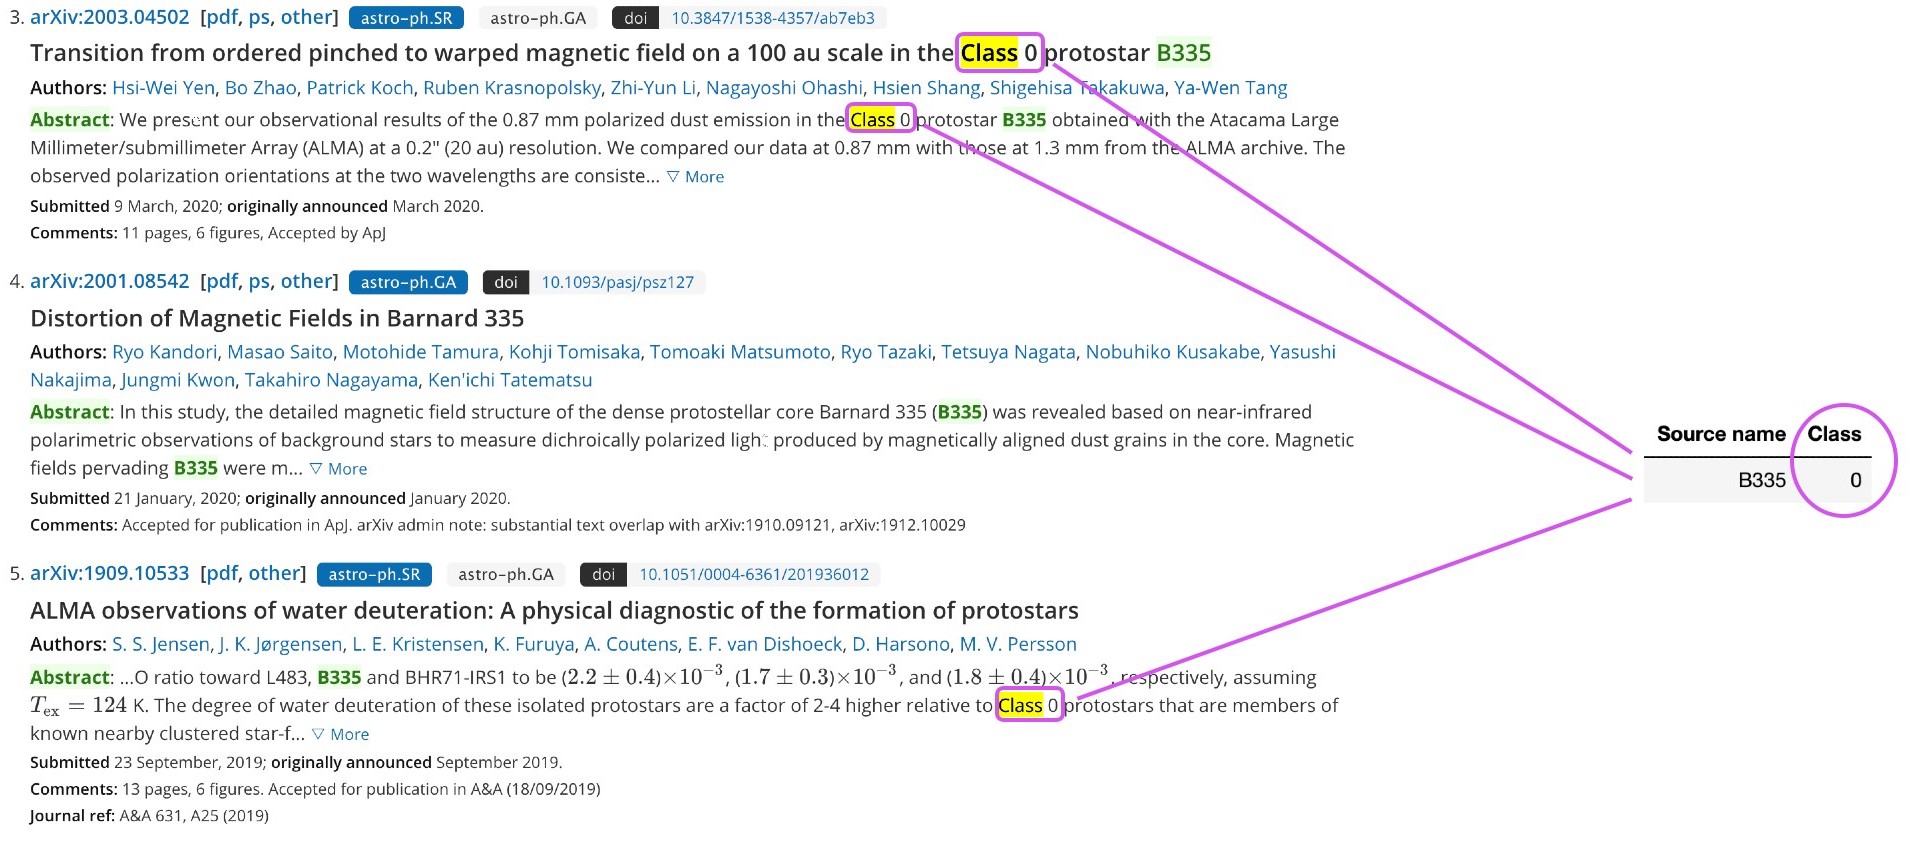 3. arXiv:2003.04502 [pdf, ps, other] astro-ph.SR astro-ph.GA doi 10.3847/1538-4357/ab7eb3
Transition from ordered pinched to warped magnetic field on a 100 au scale in the Class 0 protostar B335
Authors: Hsi-Wei Yen, Bo Zhao, Patrick Koch, Ruben Krasnopolsky, Zhi-Yun Li, Nagayoshi Ohashi, Hsien Shang, Shigehisa Takakuwa, Ya-Wen Tang
Abstract: We present our observational results of the 0.87 mm polarized dust emission in the Class 0 protostar B335 obtained with the Atacama Large
Millimeter/submillimeter Array (ALMA) at a 0.2" (20 au) resolution. We compared our data at 0.87 mm with those at 1.3 mm from the ALMA archive. The
observed polarization orientations at the two wavelengths are consiste... ▽ More
Submitted 9 March, 2020; originally announced March 2020.
Comments: 11 pages, 6 figures, Accepted by ApJ
4. arXiv:2001.08542 [pdf, ps, other] astro-ph.GA doi 10.1093/pasj/psz127
Distortion of Magnetic Fields in Barnard 335
Authors: Ryo Kandori, Masao Saito, Motohide Tamura, Kohji Tomisaka, Tomoaki Matsumoto, Ryo Tazaki, Tetsuya Nagata, Nobuhiko Kusakabe, Yasushi
Nakajima, Jungmi Kwon, Takahiro Nagayama, Ken'ichi Tatematsu
Abstract: In this study, the detailed magnetic field structure of the dense protostellar core Barnard 335 (B335) was revealed based on near-infrared
polarimetric observations of background stars to measure dichroically polarized light produced by magnetically aligned dust grains in the core. Magnetic
fields pervading B335 were m... ▽ More
Submitted 21 January, 2020; originally announced January 2020.
Comments: Accepted for publication in ApJ. arXiv admin note: substantial text overlap with arXiv:1910.09121, arXiv:1912.10029
5. arXiv:1909.10533 [pdf, other] astro-ph.SR astro-ph.GA doi 10.1051/0004-6361/201936012
ALMA observations of water deuteration: A physical diagnostic of the formation of protostars
Authors: S. S. Jensen, J. K. Jørgensen, L. E. Kristensen, K. Furuya, A. Coutens, E. F. van Dishoeck, D. Harsono, M. V. Persson
Abstract: ...O ratio toward L483, B335 and BHR71-IRS1 to be (2.2 ± 0.4)×10⁻³, (1.7 ± 0.3)×10⁻³, and (1.8 ± 0.4)×10⁻³, respectively, assuming
Tₑₓ = 124 K. The degree of water deuteration of these isolated protostars are a factor of 2-4 higher relative to Class 0 protostars that are members of
known nearby clustered star-f... ▽ More
Submitted 23 September, 2019; originally announced September 2019.
Comments: 13 pages, 6 figures. Accepted for publication in A&A (18/09/2019)
Journal ref: A&A 631, A25 (2019)
Source name Class
B335 0